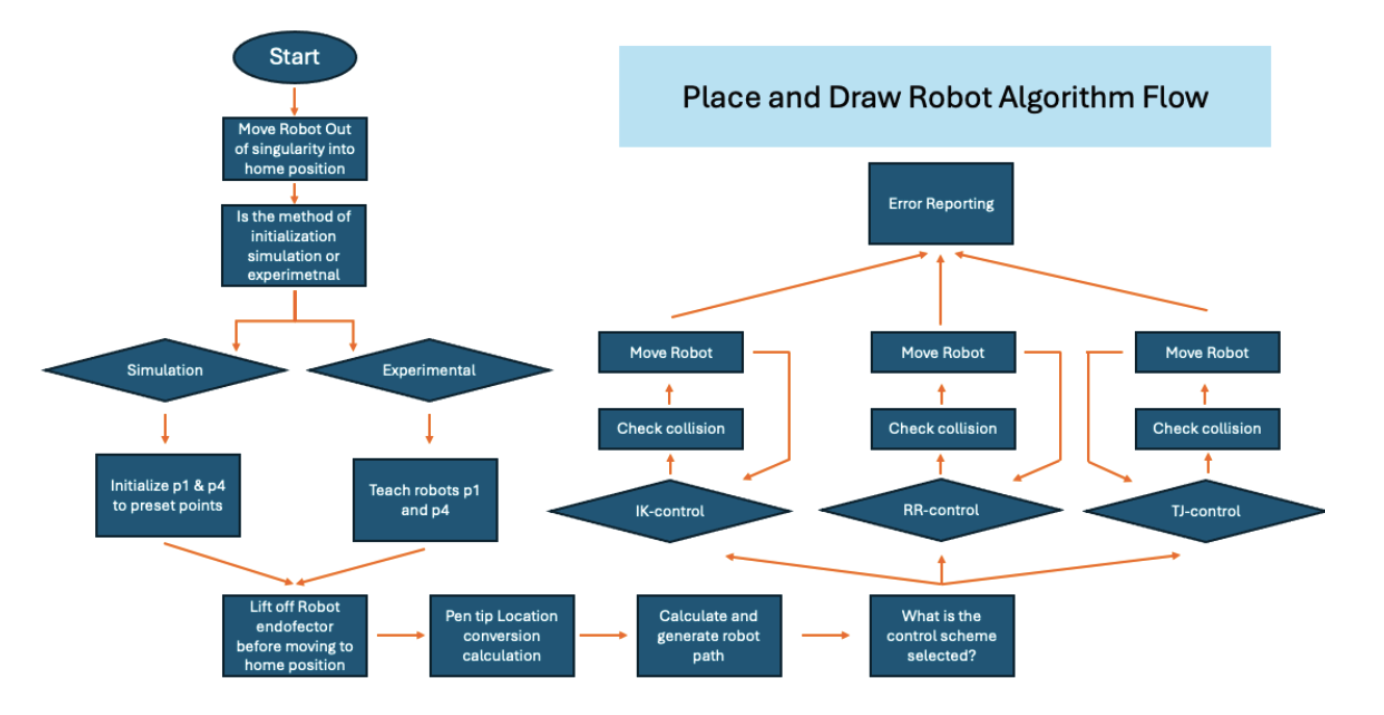 Start
Place and Draw Robot Algorithm Flow
Move Robot Out
of singularity into
home position
Is the method of
initialization
simulation or
experimetnal
Simulation
Experimental
Initialize p1 & p4
to preset points
Teach robots p1
and p4
Lift off Robot
endofector
before moving to
home position
Pen tip Location
conversion
calculation
Calculate and
generate robot
path
What is the
control scheme
selected?
IK-control
RR-control
TJ-control
Check collision
Check collision
Check collision
Move Robot
Move Robot
Move Robot
Error Reporting